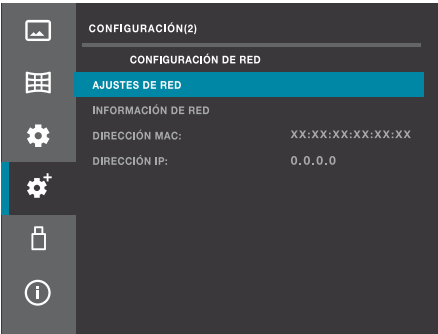 CONFIGURACIÓN(2)
CONFIGURACIÓN DE RED
AJUSTES DE RED
INFORMACIÓN DE RED
DIRECCIÓN MAC: XX:XX:XX:XX:XX:XX
DIRECCIÓN IP: 0.0.0.0